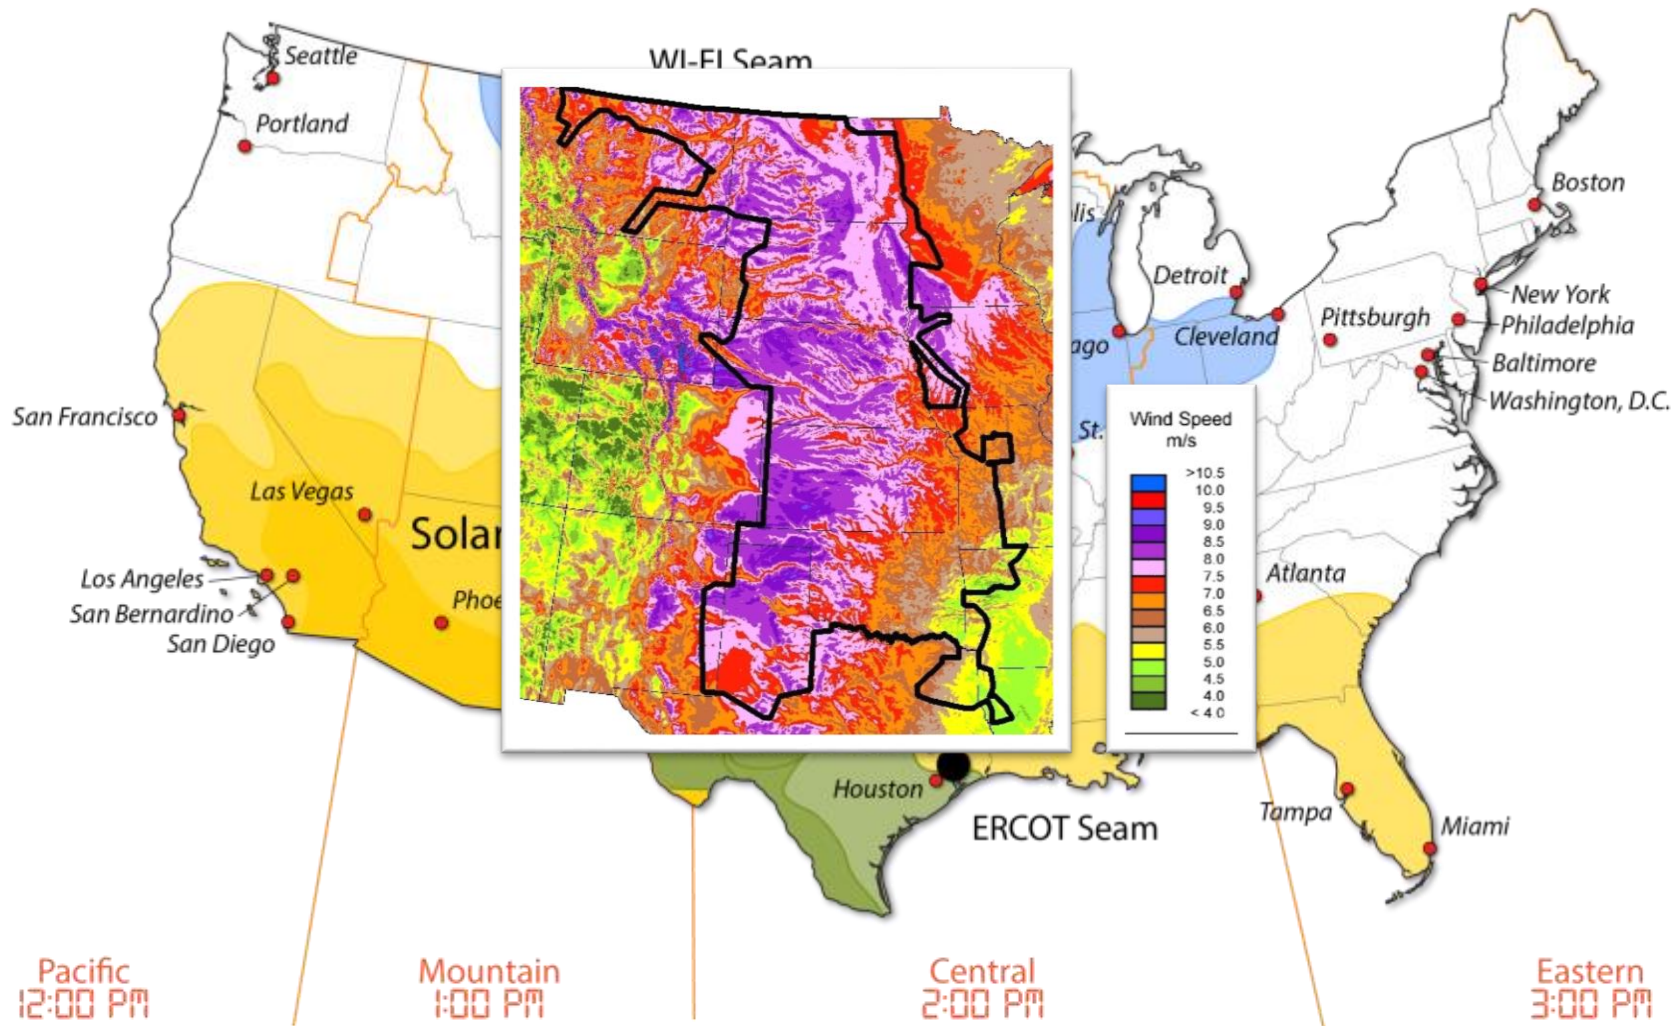 Seattle
WI-EI Seam
Portland
Boston
lis
Detroit
New York
Pittsburgh
Philadelphia
Cleveland
ago
Baltimore
Washington, D.C.
San Francisco
Wind Speed
m/s
St.
>10.5
10.0
9.5
9.0
8.5
8.0
7.5
7.0
6.5
6.0
5.5
5.0
4.5
4.0
< 4.0
Las Vegas
Solar
Los Angeles
Atlanta
San Bernardino
Phoe
San Diego
Houston
ERCOT Seam
Tampa
Miami
Pacific
12:00 PM
Mountain
1:00 PM
Central
2:00 PM
Eastern
3:00 PM